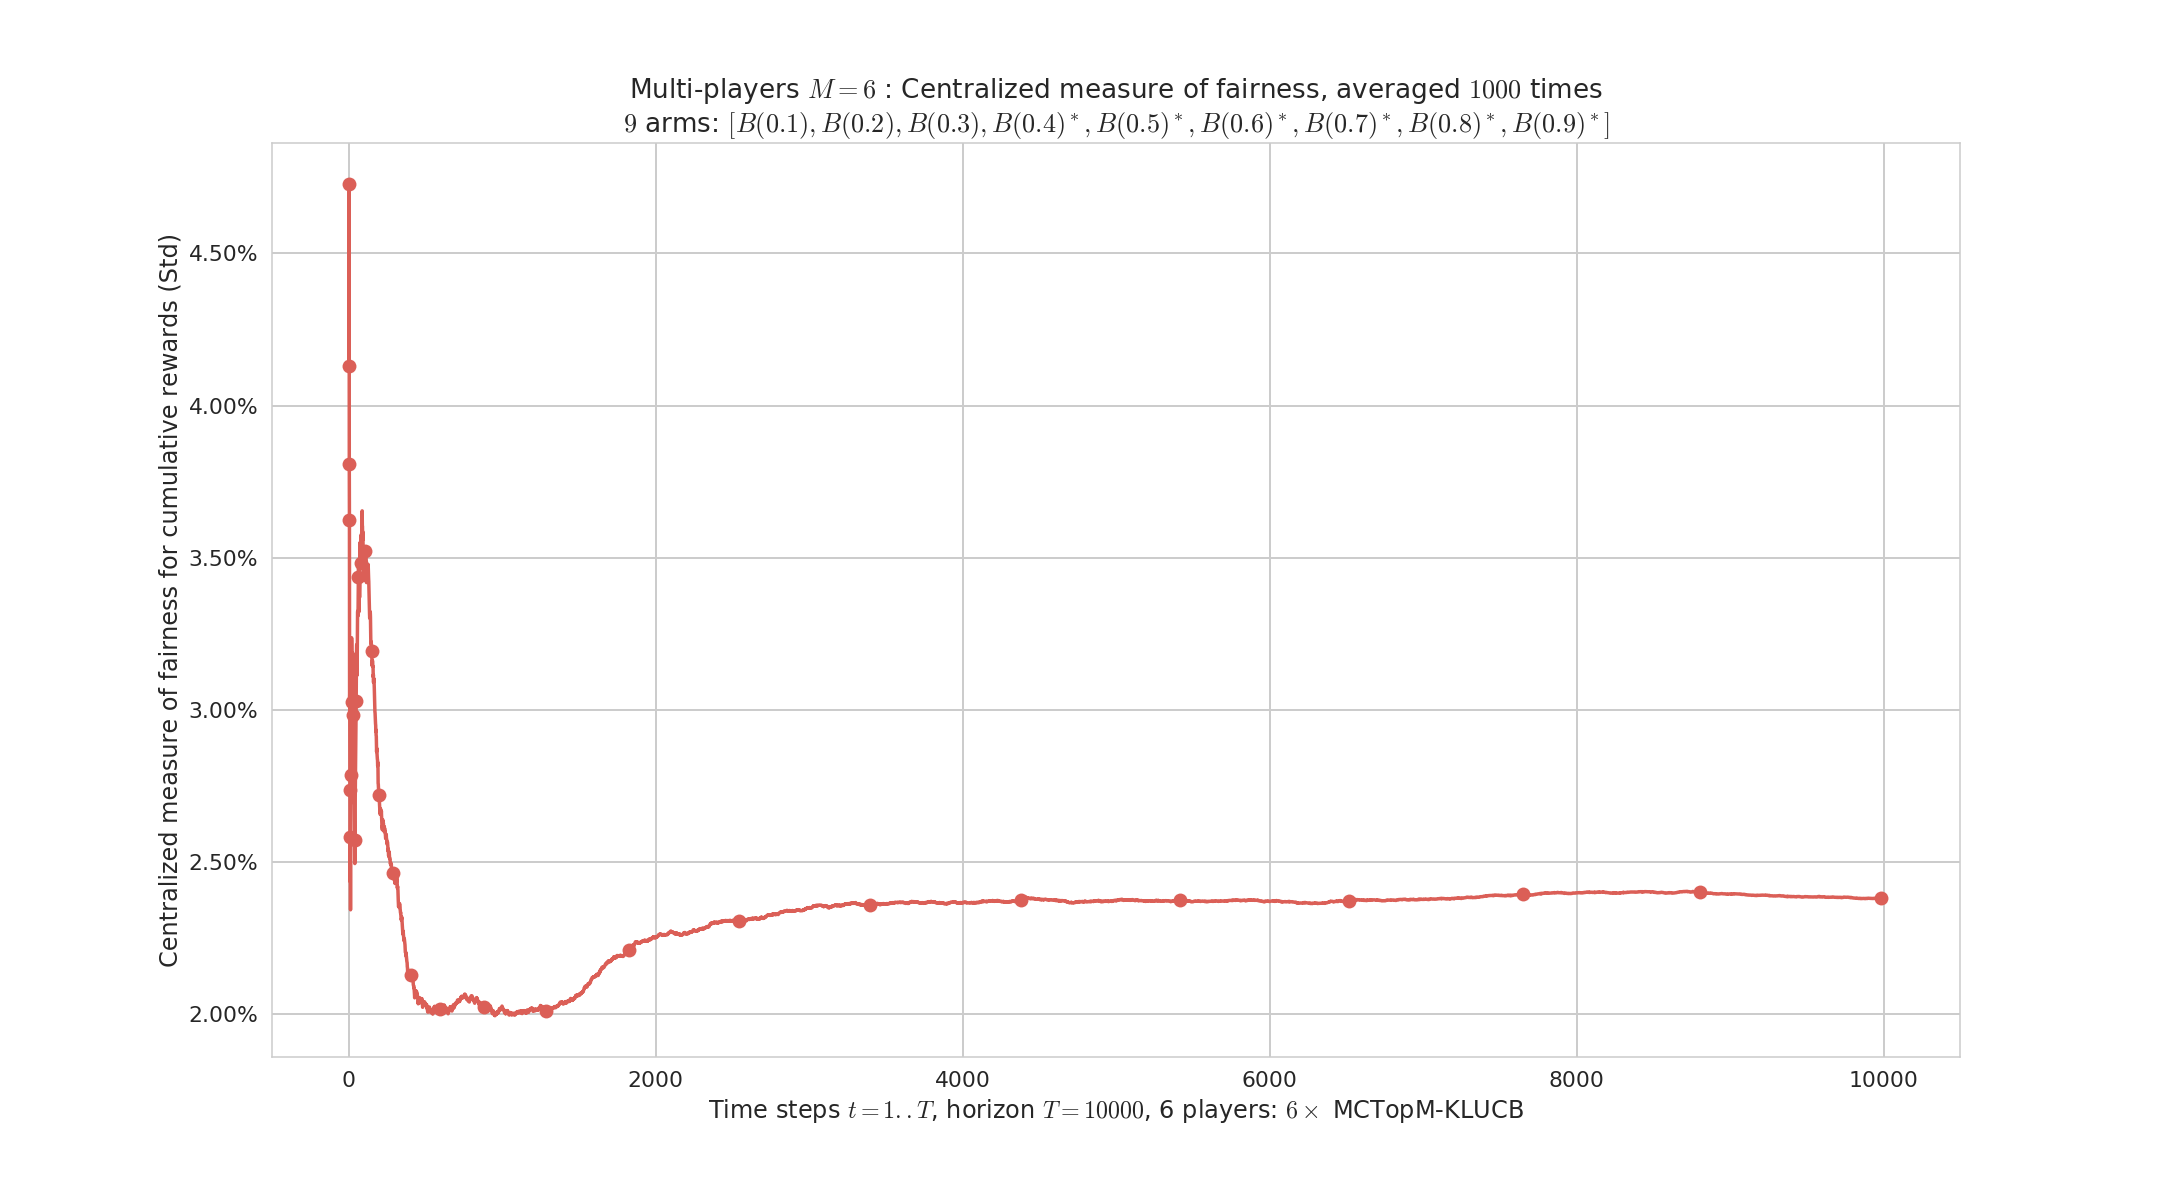 Multi-players M = 6 : Centralized measure of fairness, averaged 1000 times
9 arms: [B(0.1), B(0.2), B(0.3), B(0.4)*, B(0.5)*, B(0.6)*, B(0.7)*, B(0.8)*, B(0.9)*]
Centralized measure of fairness for cumulative rewards (Std)
4.50%
4.00%
3.50%
3.00%
2.50%
2.00%
0 2000 4000 6000 8000 10000
Time steps t = 1..T, horizon T = 10000, 6 players: 6× MCTopM-KLUCB